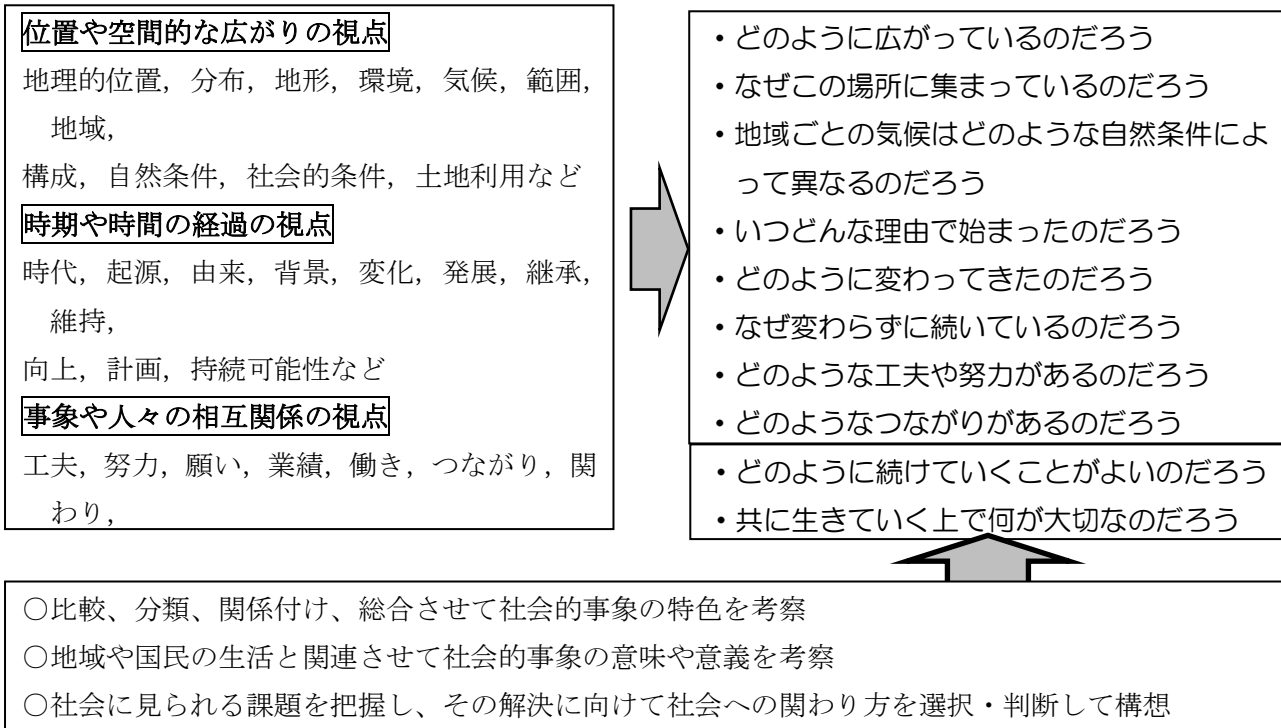 位置や空間的な広がりの視点
地理的位置，分布，地形，環境，気候，範囲，
地域，
構成，自然条件，社会的条件，土地利用など
時期や時間の経過の視点
時代，起源，由来，背景，変化，発展，継承，
維持，
向上，計画，持続可能性など
事象や人々の相互関係の視点
工夫，努力，願い，業績，働き，つながり，関
わり，
・どのように広がっているのだろう
・なぜこの場所に集まっているのだろう
・地域ごとの気候はどのような自然条件によ
って異なるのだろう
・いつどんな理由で始まったのだろう
・どのように変わってきたのだろう
・なぜ変わらずに続いているのだろう
・どのような工夫や努力があるのだろう
・どのようなつながりがあるのだろう
・どのように続けていくことがよいのだろう
・共に生きていく上で何が大切なのだろう
○比較、分類、関係付け、総合させて社会的事象の特色を考察
○地域や国民の生活と関連させて社会的事象の意味や意義を考察
○社会に見られる課題を把握し、その解決に向けて社会への関わり方を選択・判断して構想